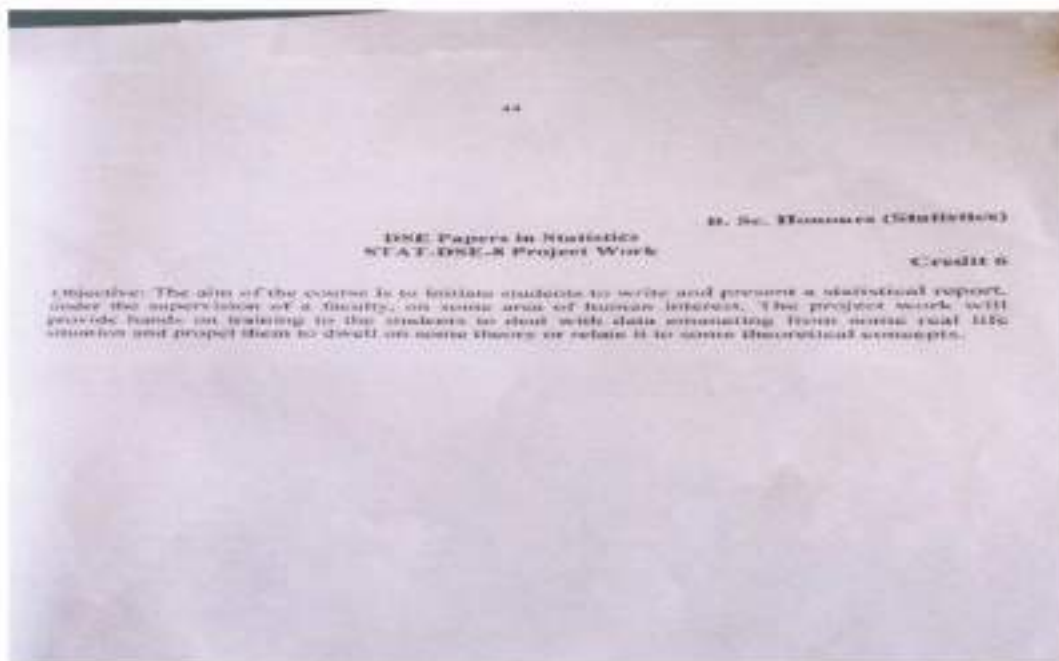 44
B. Sc. Honours (Statistics)
DSE Papers in Statistics
STAT-DSE-8 Project Work
Credit 6
Objective: The aim of the course is to initiate students to write and present a statistical report,
under the supervision of a faculty, on some area of human interest. The project work will
provide hands on training to the students to deal with data emanating from some real life
situation and propel them to dwell on some theory or relate it to some theoretical concepts.